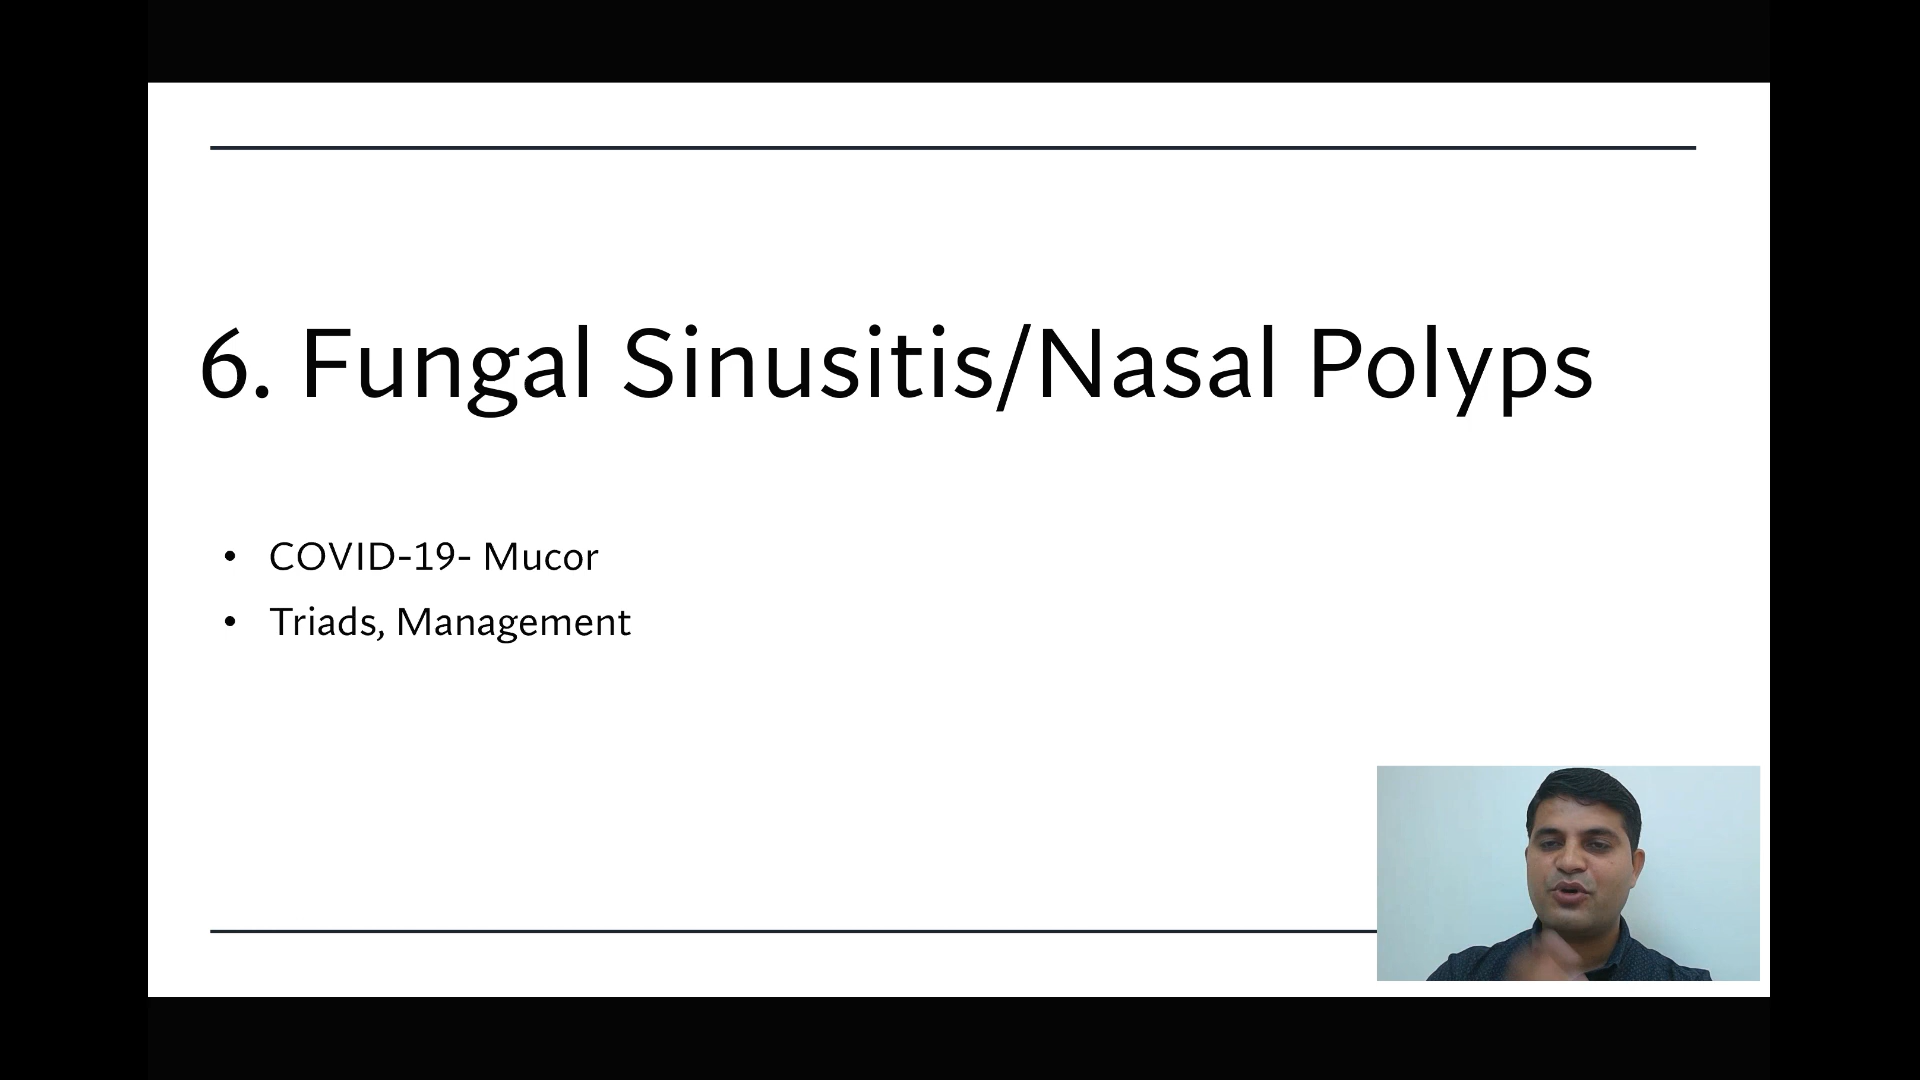 6. Fungal Sinusitis/Nasal Polyps
• COVID-19- Mucor
• Triads, Management